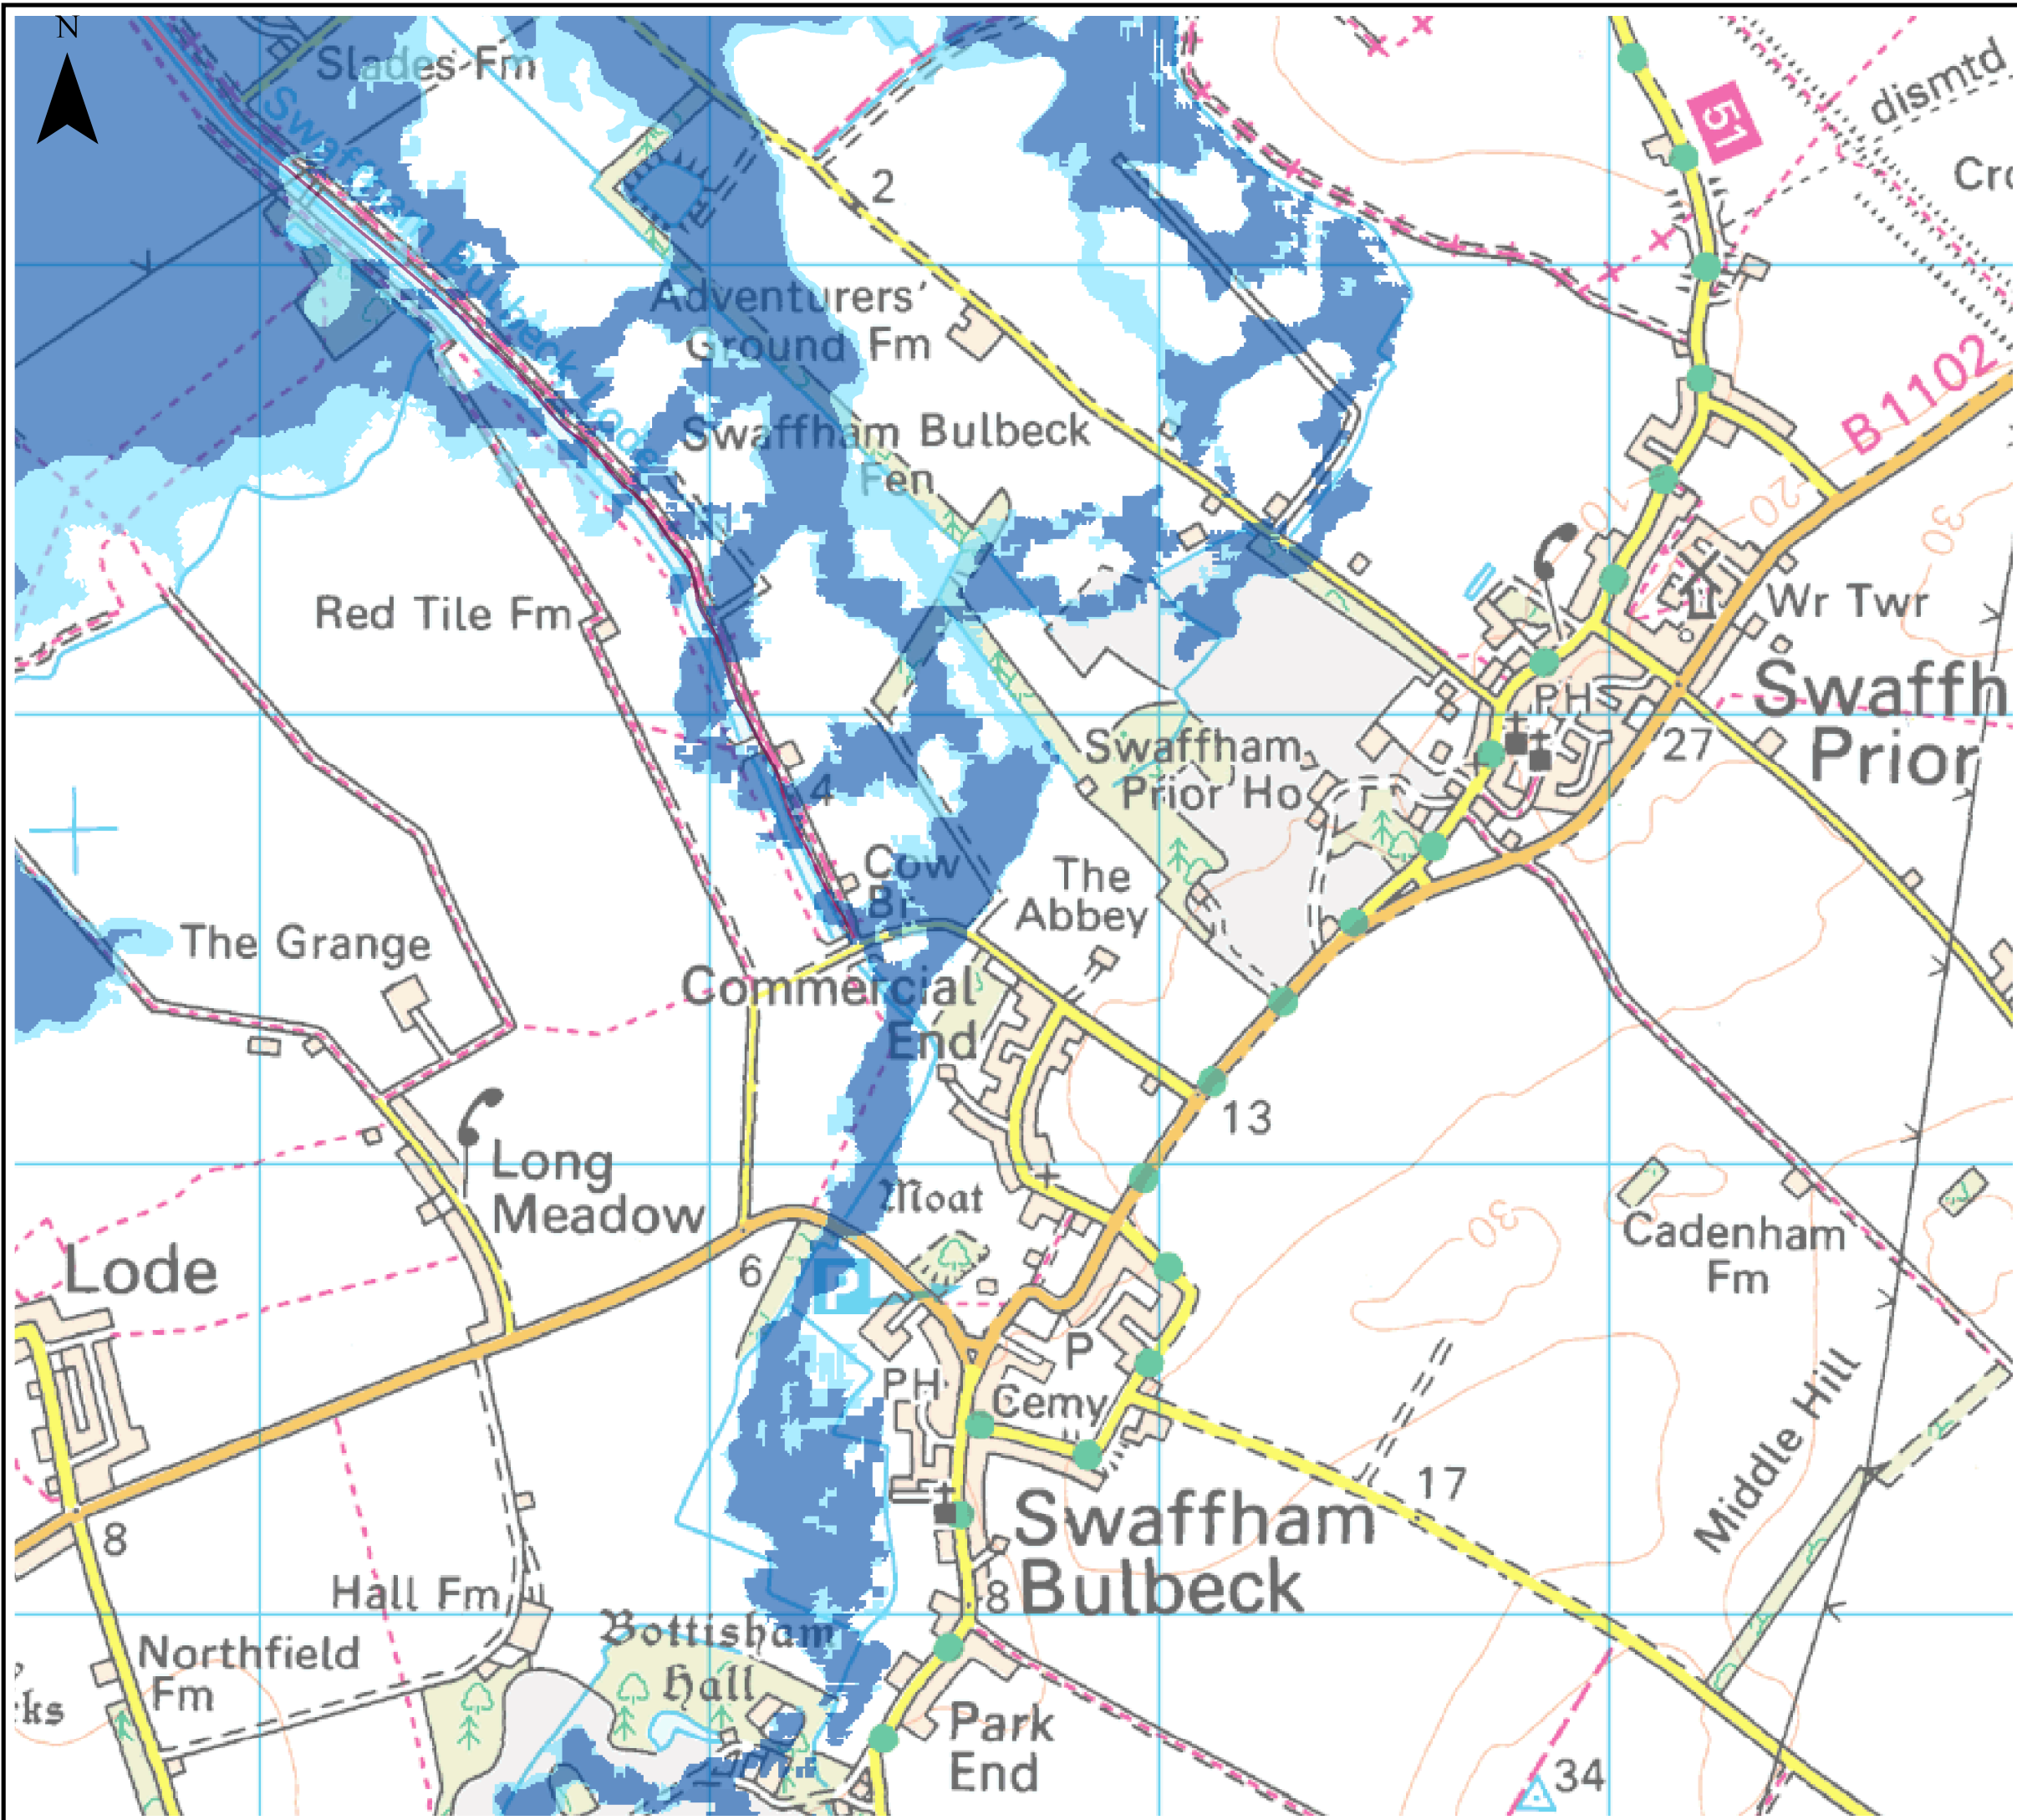 N
Slades Fm
dismtd
51
Cro
Swaffham Bulbeck Lode
2
Adventurers'
Ground Fm
B 1102
Swaffham Bulbeck
Fen
10
20
30
Red Tile Fm
Wr Twr
Swaffh
Prior
PH
27
Swaffham
Prior Ho
4
Cow
Br
The
Abbey
The Grange
Commercial
End
13
Long
Meadow
Moat
30
Cadenham
Fm
Lode
6
P
P
PH
Cemy
Middle Hill
17
Swaffham
Bulbeck
8
8
Hall Fm
Bottisham
Hall
Northfield
Fm
ks
Park
End
34